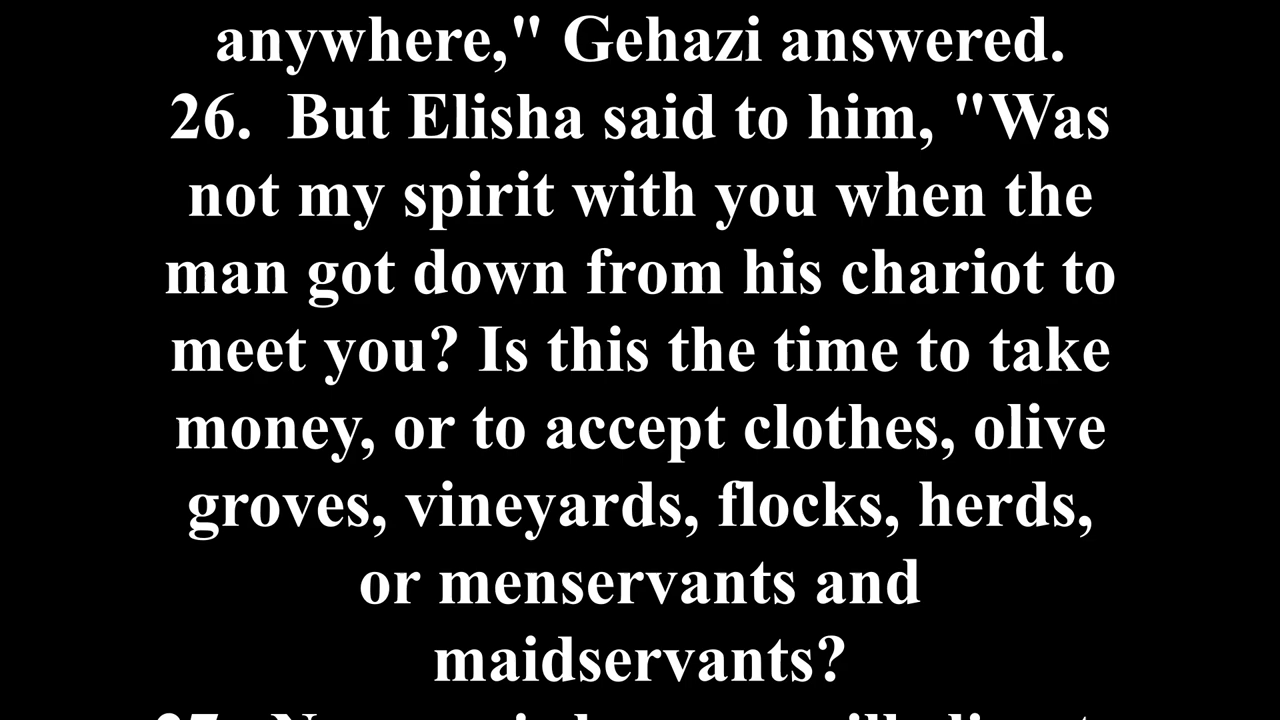 anywhere," Gehazi answered.
26. But Elisha said to him, "Was
not my spirit with you when the
man got down from his chariot to
meet you? Is this the time to take
money, or to accept clothes, olive
groves, vineyards, flocks, herds,
or menservants and
maidservants?